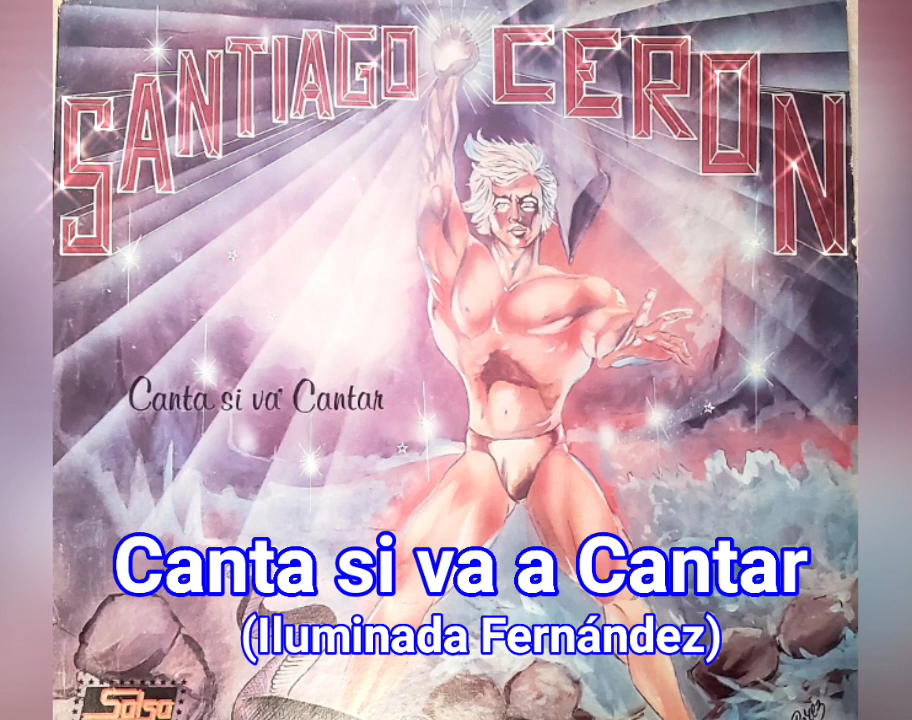 SANTIAGO CERON
Canta si va Cantar
Canta si va a Cantar
(Iluminada Fernández)
Salsa